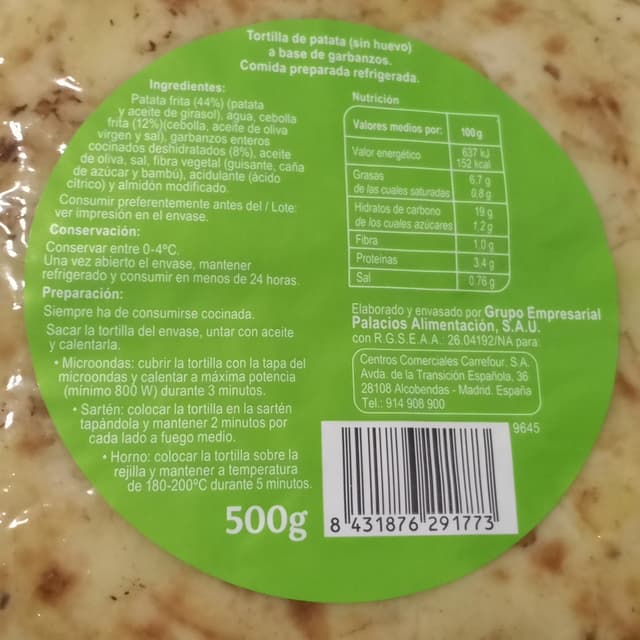 Tortilla de patata (sin huevo)
a base de garbanzos.
Comida preparada refrigerada.
Ingredientes:
Patata frita (44%) (patata
y aceite de girasol), agua, cebolla
frita (12%)(cebolla, aceite de oliva
virgen y sal), garbanzos enteros
cocinados deshidratados (8%), aceite
de oliva, sal, fibra vegetal (guisante, caña
de azúcar y bambú), acidulante (ácido
cítrico) y almidón modificado.
Consumir preferentemente antes del / Lote:
ver impresión en el envase.
Conservación:
Conservar entre 0-4ºC.
Una vez abierto el envase, mantener
refrigerado y consumir en menos de 24 horas.
Preparación:
Siempre ha de consumirse cocinada.
Sacar la tortilla del envase, untar con aceite
y calentarla.
• Microondas: cubrir la tortilla con la tapa del
microondas y calentar a máxima potencia
(mínimo 800 W) durante 3 minutos.
• Sartén: colocar la tortilla en la sartén
tapándola y mantener 2 minutos por
cada lado a fuego medio.
• Horno: colocar la tortilla sobre la
rejilla y mantener a temperatura
de 180-200ºC durante 5 minutos.
500g
Nutrición
Valores medios por: 100 g
Valor energético 637 kJ
152 kcal
Grasas 6,7 g
de las cuales saturadas 0,8 g
Hidratos de carbono 19 g
de los cuales azúcares 1,2 g
Fibra 1,0 g
Proteínas 3,4 g
Sal 0,76 g
Elaborado y envasado por Grupo Empresarial
Palacios Alimentación, S.A.U.
con R.G.S.E.A.A.: 26.04192/NA para:
Centros Comerciales Carrefour, S.A.
Avda. de la Transición Española, 36
28108 Alcobendas - Madrid. España
Tel.: 914 908 900
9645
8 431876 291773